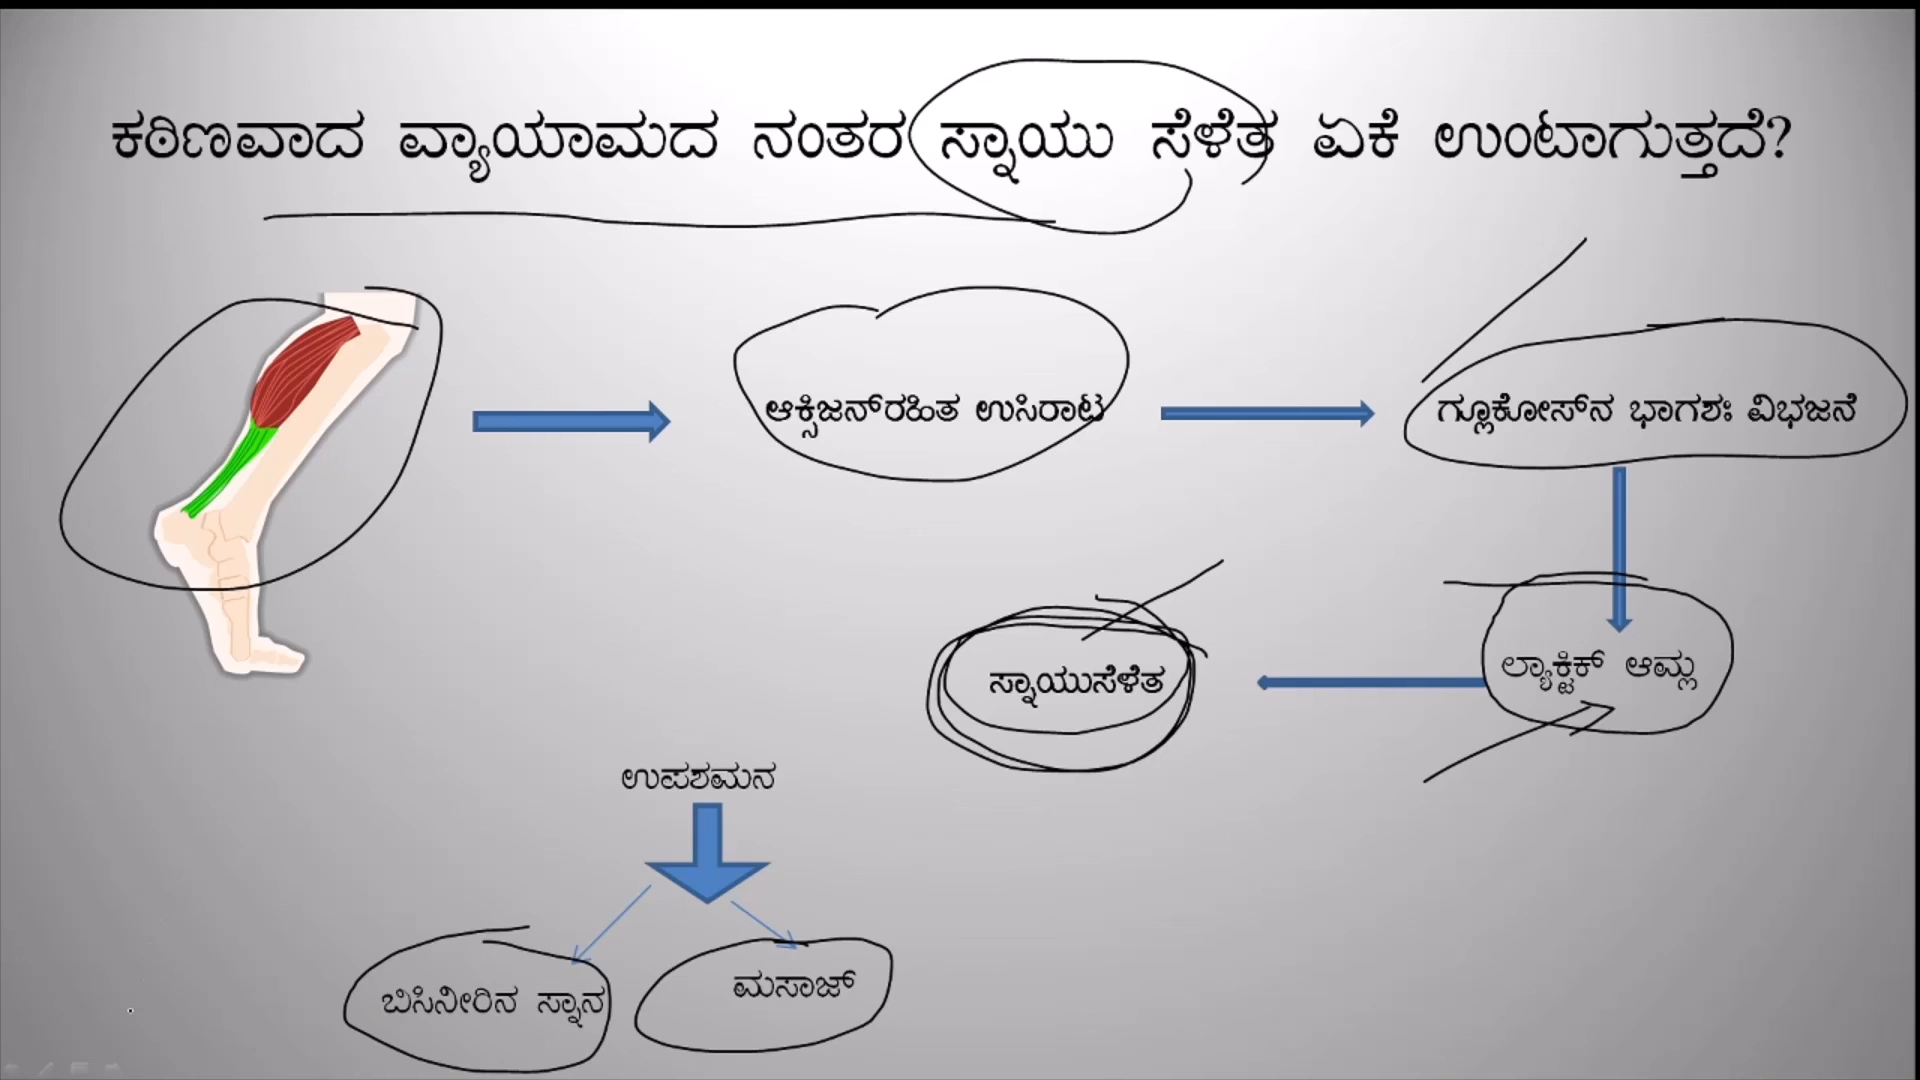 ಕಠಿಣವಾದ ವ್ಯಾಯಾಮದ ನಂತರ ಸ್ನಾಯು ಸೆಳೆತ ಏಕೆ ಉಂಟಾಗುತ್ತದೆ?
ಆಕ್ಸಿಜನ್‌ರಹಿತ ಉಸಿರಾಟ
ಗ್ಲೂಕೋಸ್‌ನ ಭಾಗಶಃ ವಿಭಜನೆ
ಲ್ಯಾಕ್ಟಿಕ್ ಆಮ್ಲ
ಸ್ನಾಯುಸೆಳೆತ
ಉಪಶಮನ
ಬಿಸಿನೀರಿನ ಸ್ನಾನ
ಮಸಾಜ್